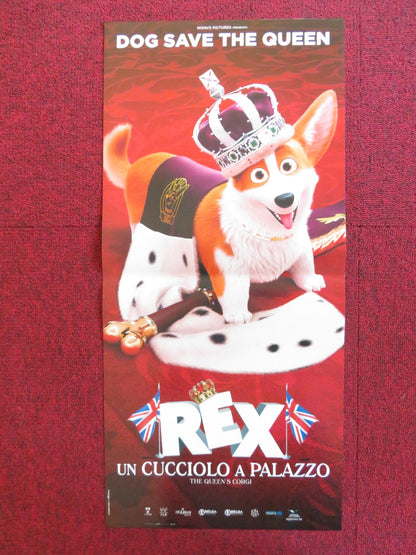 DOG SAVE THE QUEEN
REX
UN CUCCIOLO A PALAZZO
THE QUEEN'S CORGI